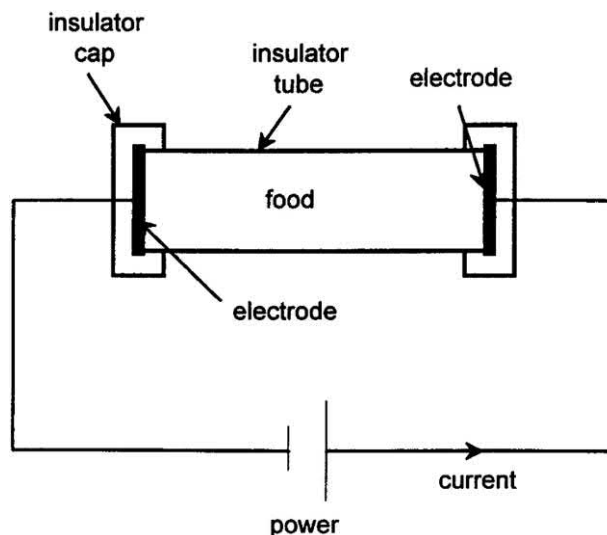 insulator
cap
insulator
tube
electrode
food
electrode
current
power